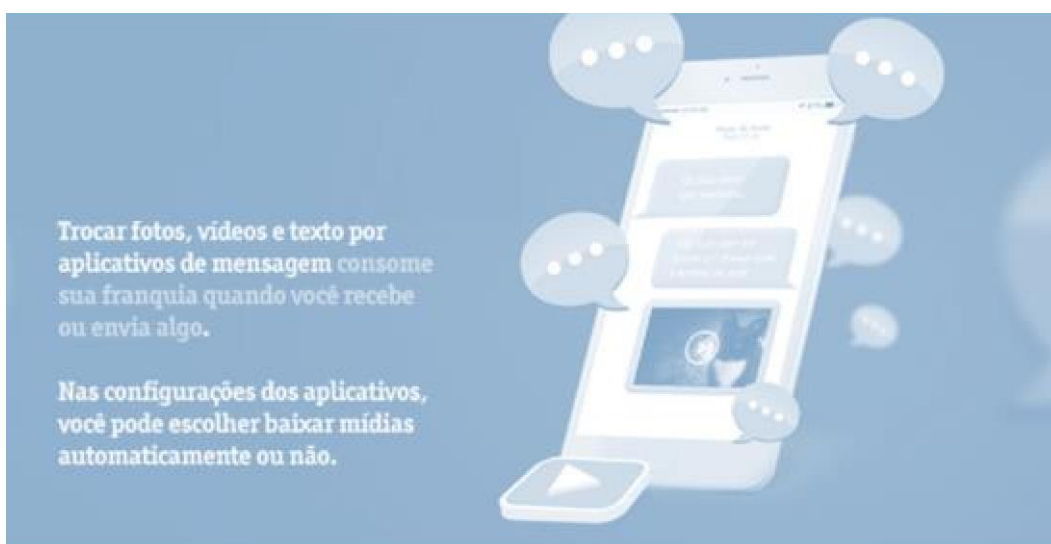 Trocar fotos, vídeos e texto por
aplicativos de mensagem consome
sua franquia quando você recebe
ou envia algo.
Nas configurações dos aplicativos,
você pode escolher baixar mídias
automaticamente ou não.